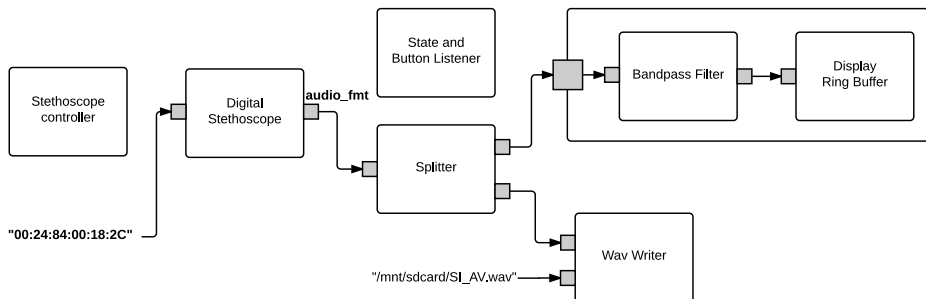 State and
Button Listener
Bandpass Filter
Display
Ring Buffer
Stethoscope
controller
Digital
Stethoscope
audio_fmt
Splitter
"00:24:84:00:18:2C"
Wav Writer
"/mnt/sdcard/SI_AV.wav"